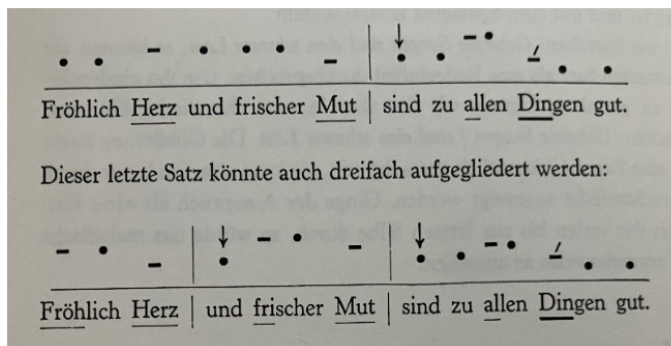 Fröhlich Herz und frischer Mut | sind zu allen Dingen gut.
Dieser letzte Satz könnte auch dreifach aufgegliedert werden:
Fröhlich Herz | und frischer Mut | sind zu allen Dingen gut.